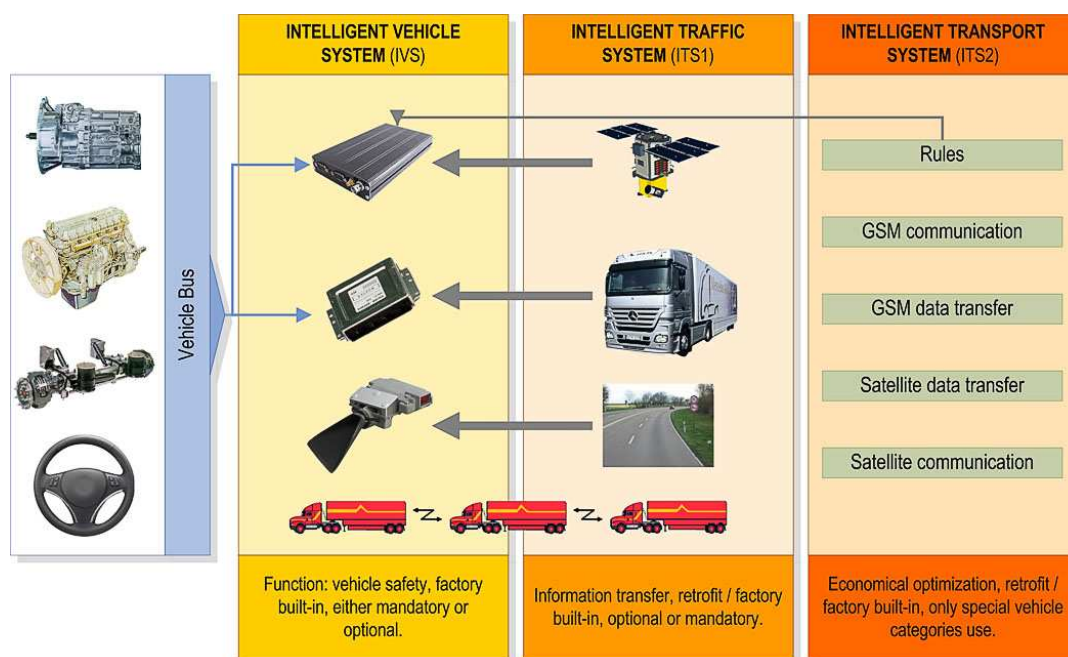 INTELLIGENT VEHICLE
SYSTEM (IVS)
INTELLIGENT TRAFFIC
SYSTEM (ITS1)
INTELLIGENT TRANSPORT
SYSTEM (ITS2)
Vehicle Bus
Rules
GSM communication
GSM data transfer
Satellite data transfer
Satellite communication
Function: vehicle safety, factory
built-in, either mandatory or
optional.
Information transfer, retrofit / factory
built-in, optional or mandatory.
Economical optimization, retrofit /
factory built-in, only special vehicle
categories use.